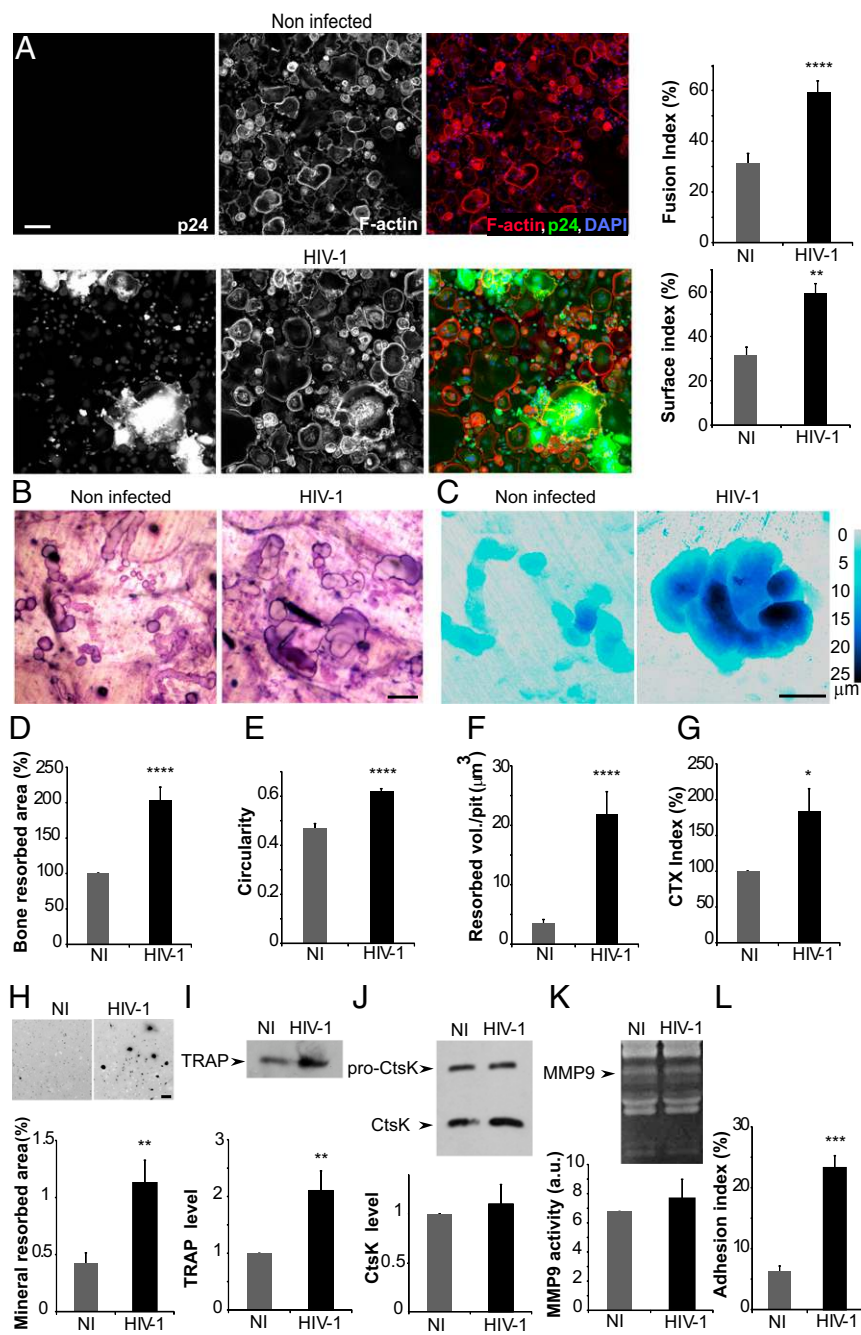 Non infected
A
p24
F-actin
F-actin, p24, DAPI
Fusion Index (%)
60
40
20
0
****
NI
HIV-1
HIV-1
Surface index (%)
60
40
20
0
**
NI
HIV-1
B
Non infected
HIV-1
C
Non infected
HIV-1
0
5
10
15
20
25
μm
D
Bone resorbed area (%)
250
200
150
100
50
0
****
NI
HIV-1
E
Circularity
0.6
0.4
0.2
0
****
NI
HIV-1
F
Resorbed vol./pit (μm3)
30
20
10
0
****
NI
HIV-1
G
CTX Index (%)
250
200
150
100
50
0
*
NI
HIV-1
H
NI
HIV-1
Mineral resorbed area(%)
1.5
1
0.5
0
**
NI
HIV-1
I
NI
HIV-1
TRAP
TRAP level
3
2
1
0
**
NI
HIV-1
J
NI
HIV-1
pro-CtsK
CtsK
CtsK level
1
0.5
0
NI
HIV-1
K
NI
HIV-1
MMP9
MMP9 activity (a.u.)
10
8
6
4
2
0
NI
HIV-1
L
Adhesion index (%)
30
20
10
0
***
NI
HIV-1